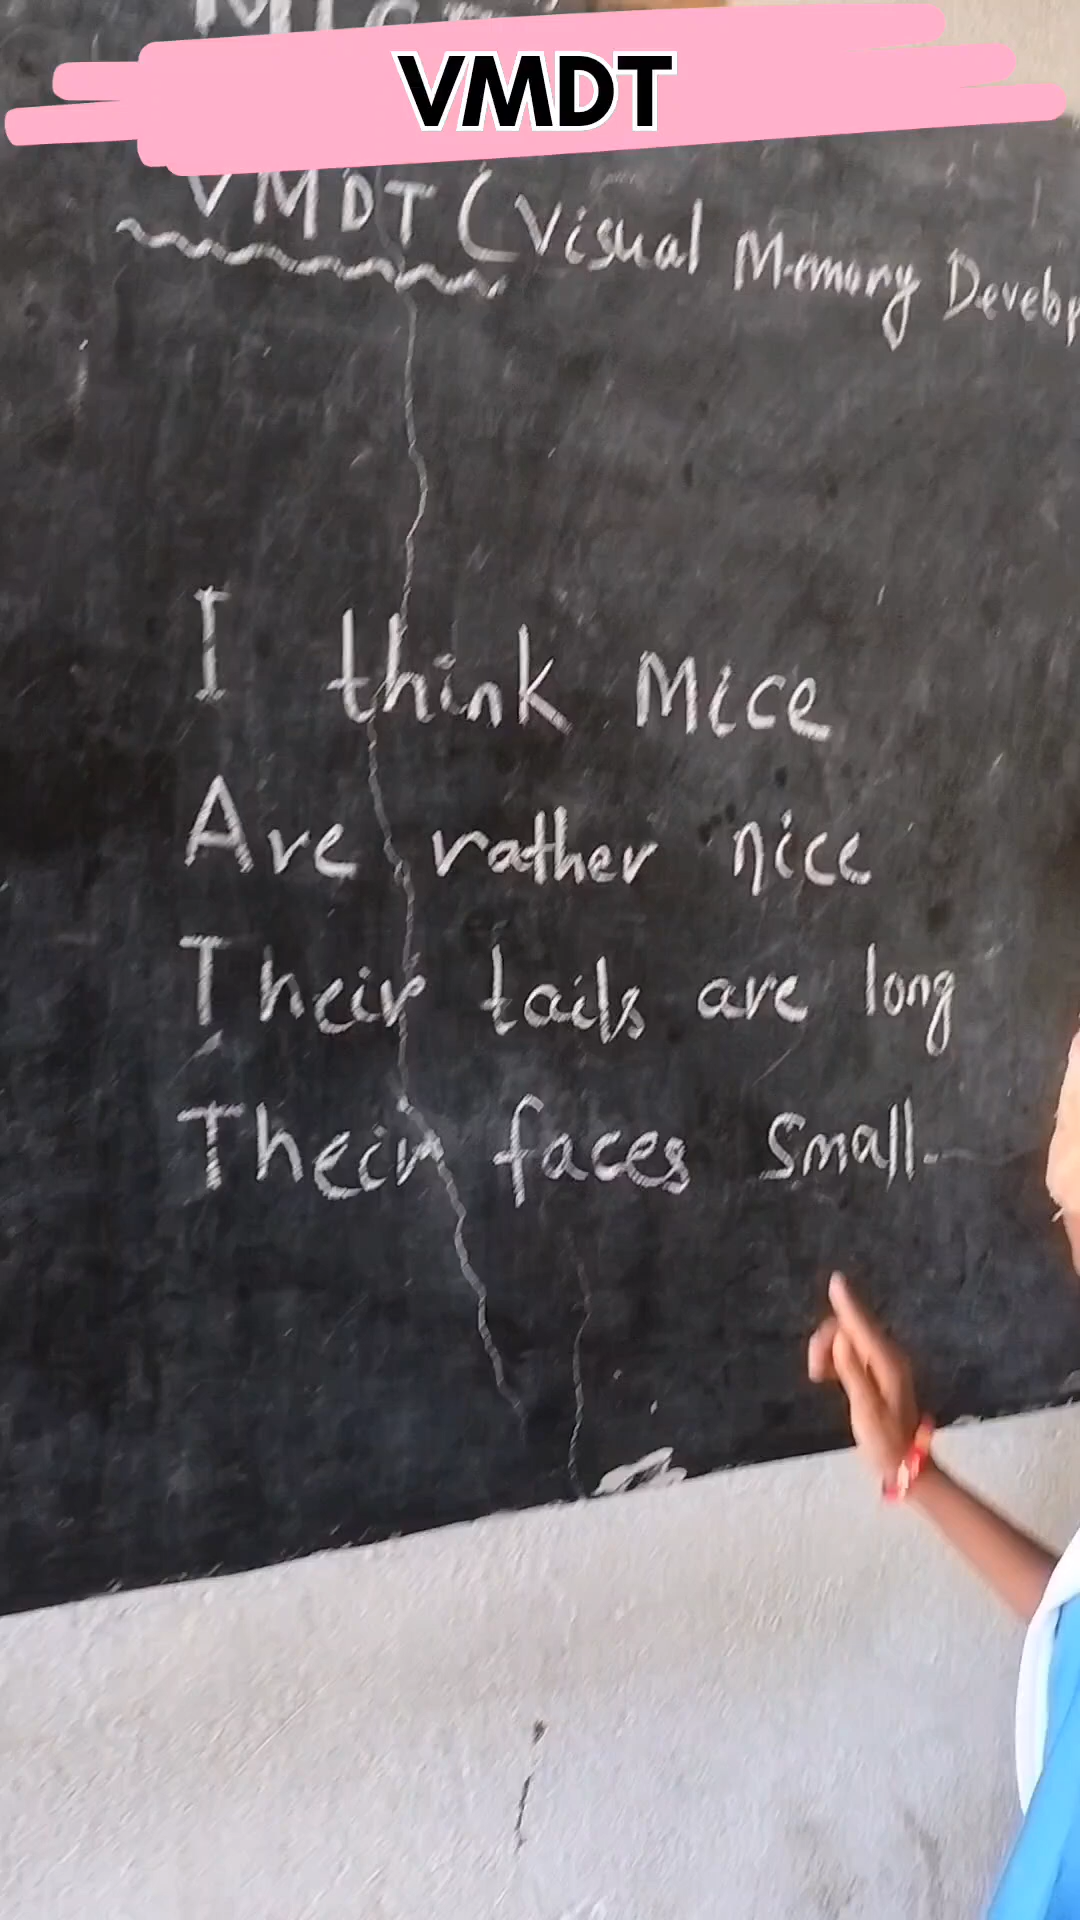 VMDT
VMDT (Visual Memory Develop
I think Mice
Are rather nice
Their tails are long
Their faces small.